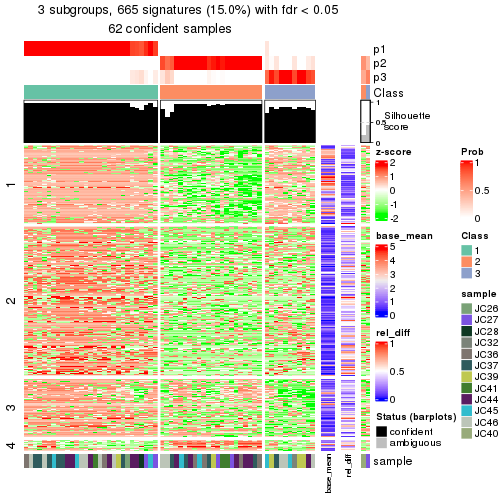 3 subgroups, 665 signatures (15.0%) with fdr < 0.05
62 confident samples
p1
p2
p3
Class
1
0.5
0
Silhouette
score
1
2
3
4
base_mean
rel_diff
sample
z-score
2
1
0
-1
-2
base_mean
5
4
3
2
1
0
rel_diff
1
0.5
0
Status (barplots)
confident
ambiguous
Prob
1
0.5
0
Class
1
2
3
sample
JC26
JC27
JC28
JC32
JC36
JC37
JC39
JC41
JC44
JC45
JC46
JC40